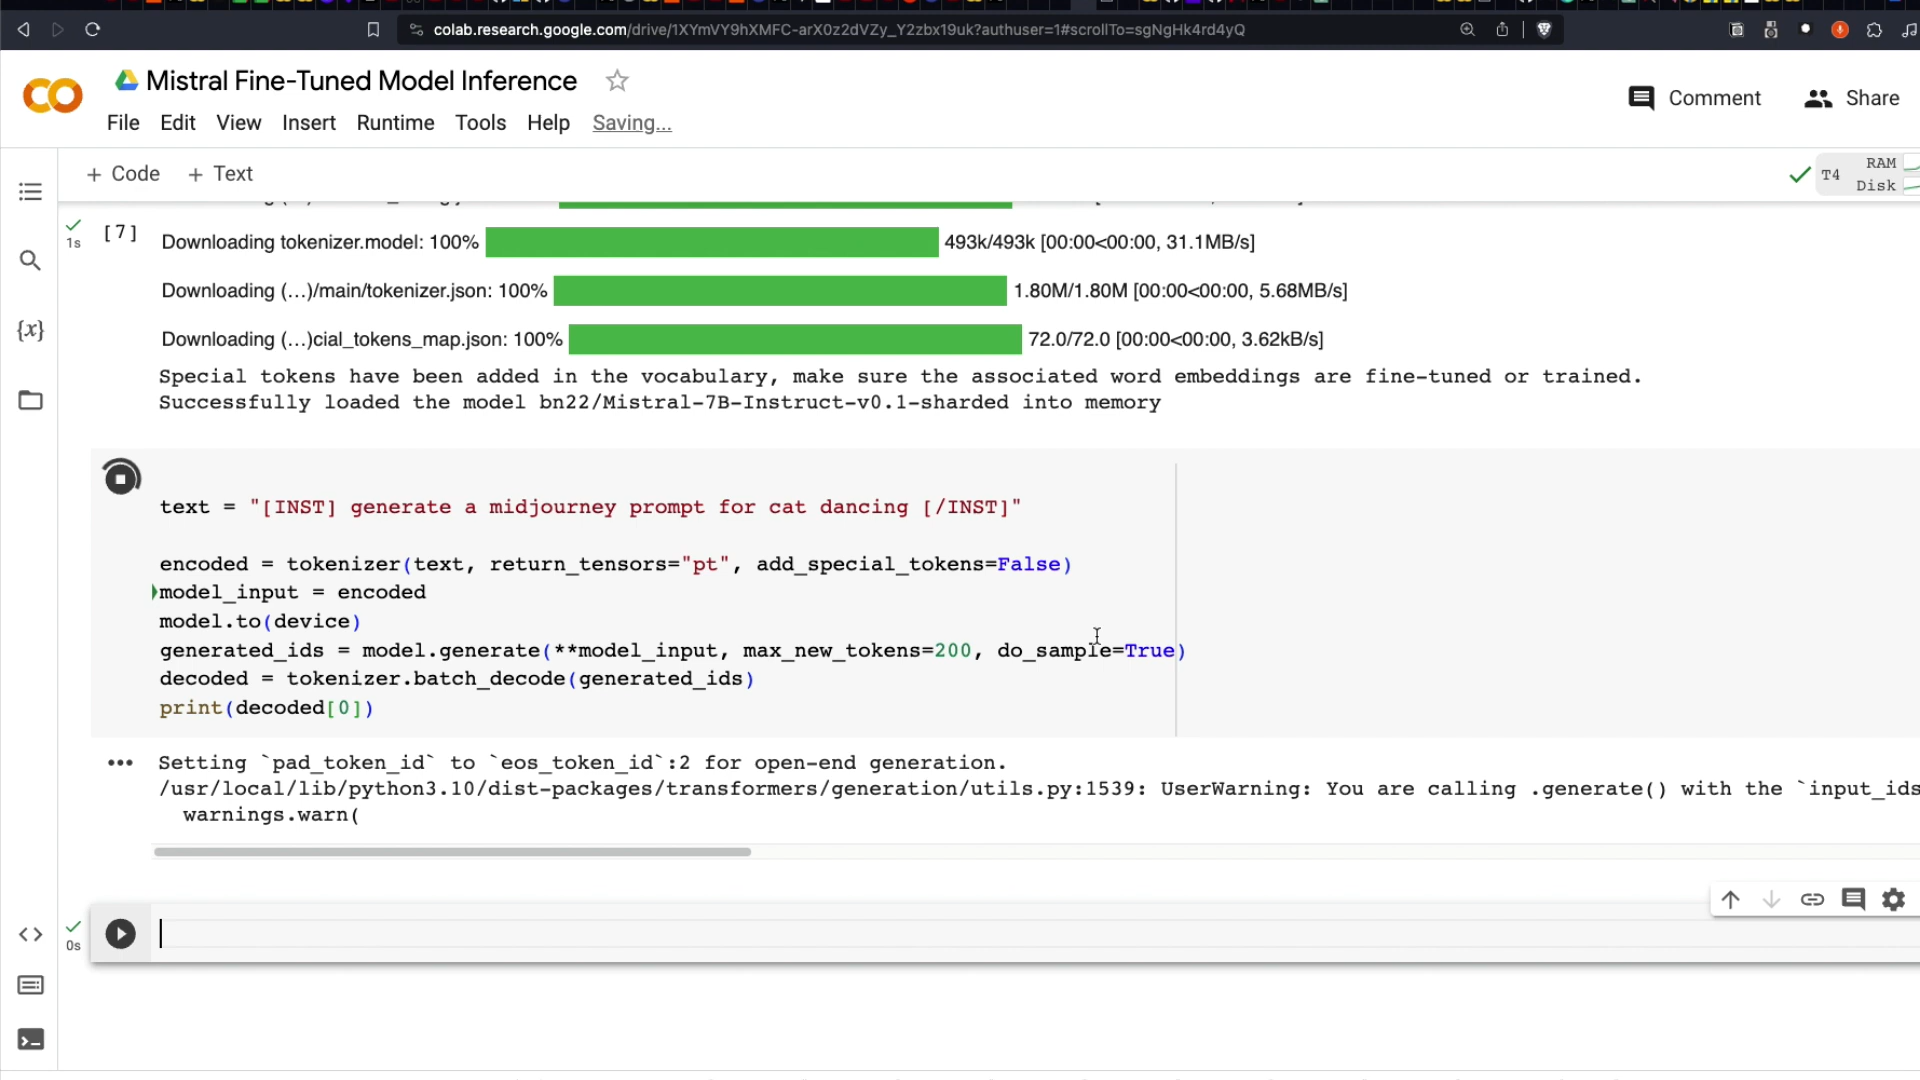 colab.research.google.com/drive/1XYmVY9hXMFC-arX0z2dVZy_Y2zbx19uk?authuser=1#scrollTo=sgNgHk4rd4yQ
Mistral Fine-Tuned Model Inference
Comment
Share
File Edit View Insert Runtime Tools Help Saving...
+ Code + Text
T4
RAM
Disk
1s
[7]
Downloading tokenizer.model: 100% 493k/493k [00:00<00:00, 31.1MB/s]
Downloading (…)/main/tokenizer.json: 100% 1.80M/1.80M [00:00<00:00, 5.68MB/s]
Downloading (…)cial_tokens_map.json: 100% 72.0/72.0 [00:00<00:00, 3.62kB/s]
Special tokens have been added in the vocabulary, make sure the associated word embeddings are fine-tuned or trained.
Successfully loaded the model bn22/Mistral-7B-Instruct-v0.1-sharded into memory
text = "[INST] generate a midjourney prompt for cat dancing [/INST]"
encoded = tokenizer(text, return_tensors="pt", add_special_tokens=False)
model_input = encoded
model.to(device)
generated_ids = model.generate(**model_input, max_new_tokens=200, do_sample=True)
decoded = tokenizer.batch_decode(generated_ids)
print(decoded[0])
Setting `pad_token_id` to `eos_token_id`:2 for open-end generation.
/usr/local/lib/python3.10/dist-packages/transformers/generation/utils.py:1539: UserWarning: You are calling .generate() with the `input_ids
warnings.warn(
0s